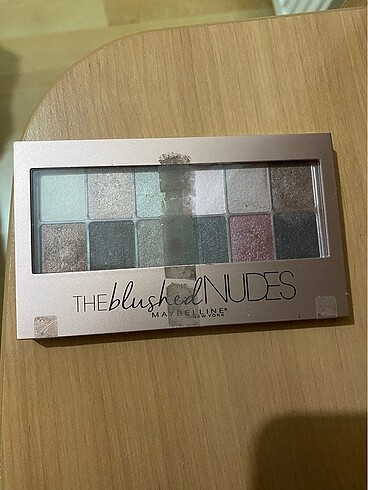 THE blushed NUDES
MAYBELLINE®
NEW YORK